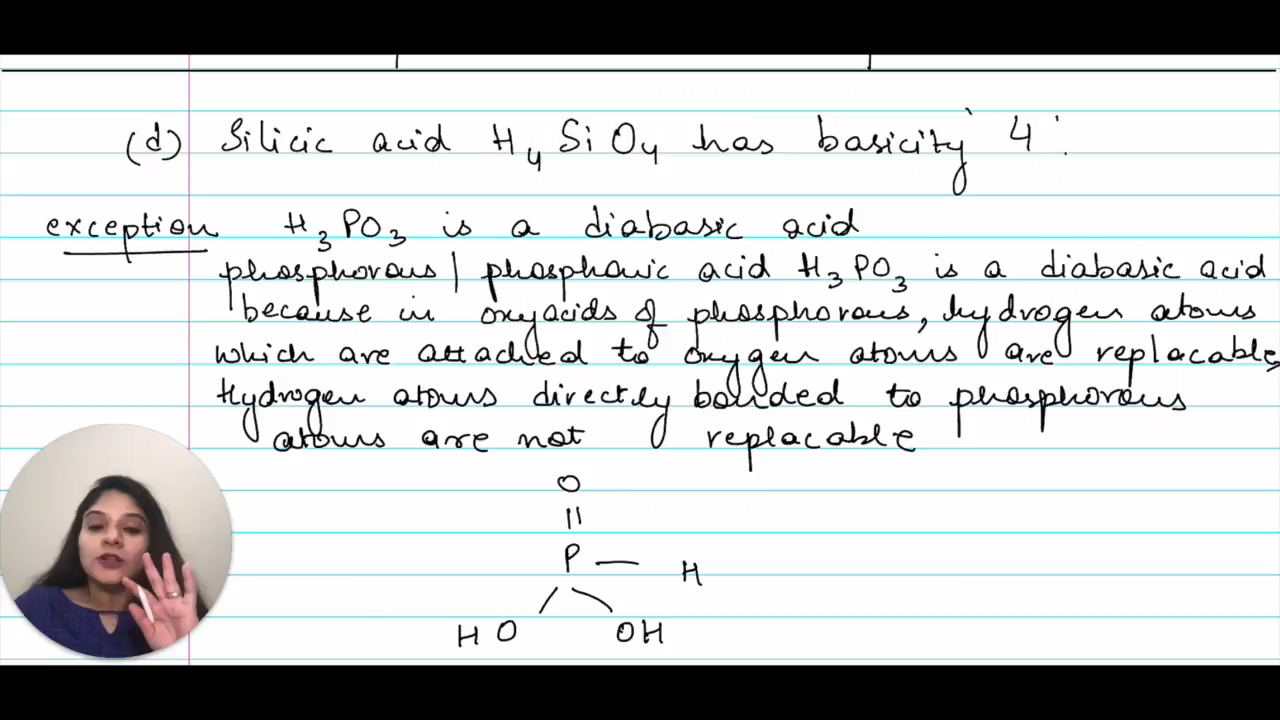 (d) Silicic acid H₄SiO₄ has basicity 4.
exception H₃PO₃ is a diabasic acid
phosphorous | phosphonic acid H₃PO₃ is a diabasic acid
because in oxyacids of phosphorous, hydrogen atoms
which are attached to oxygen atoms are replacable,
Hydrogen atoms directly bonded to phosphorous
atoms are not replacable
O
||
P — H
HO OH